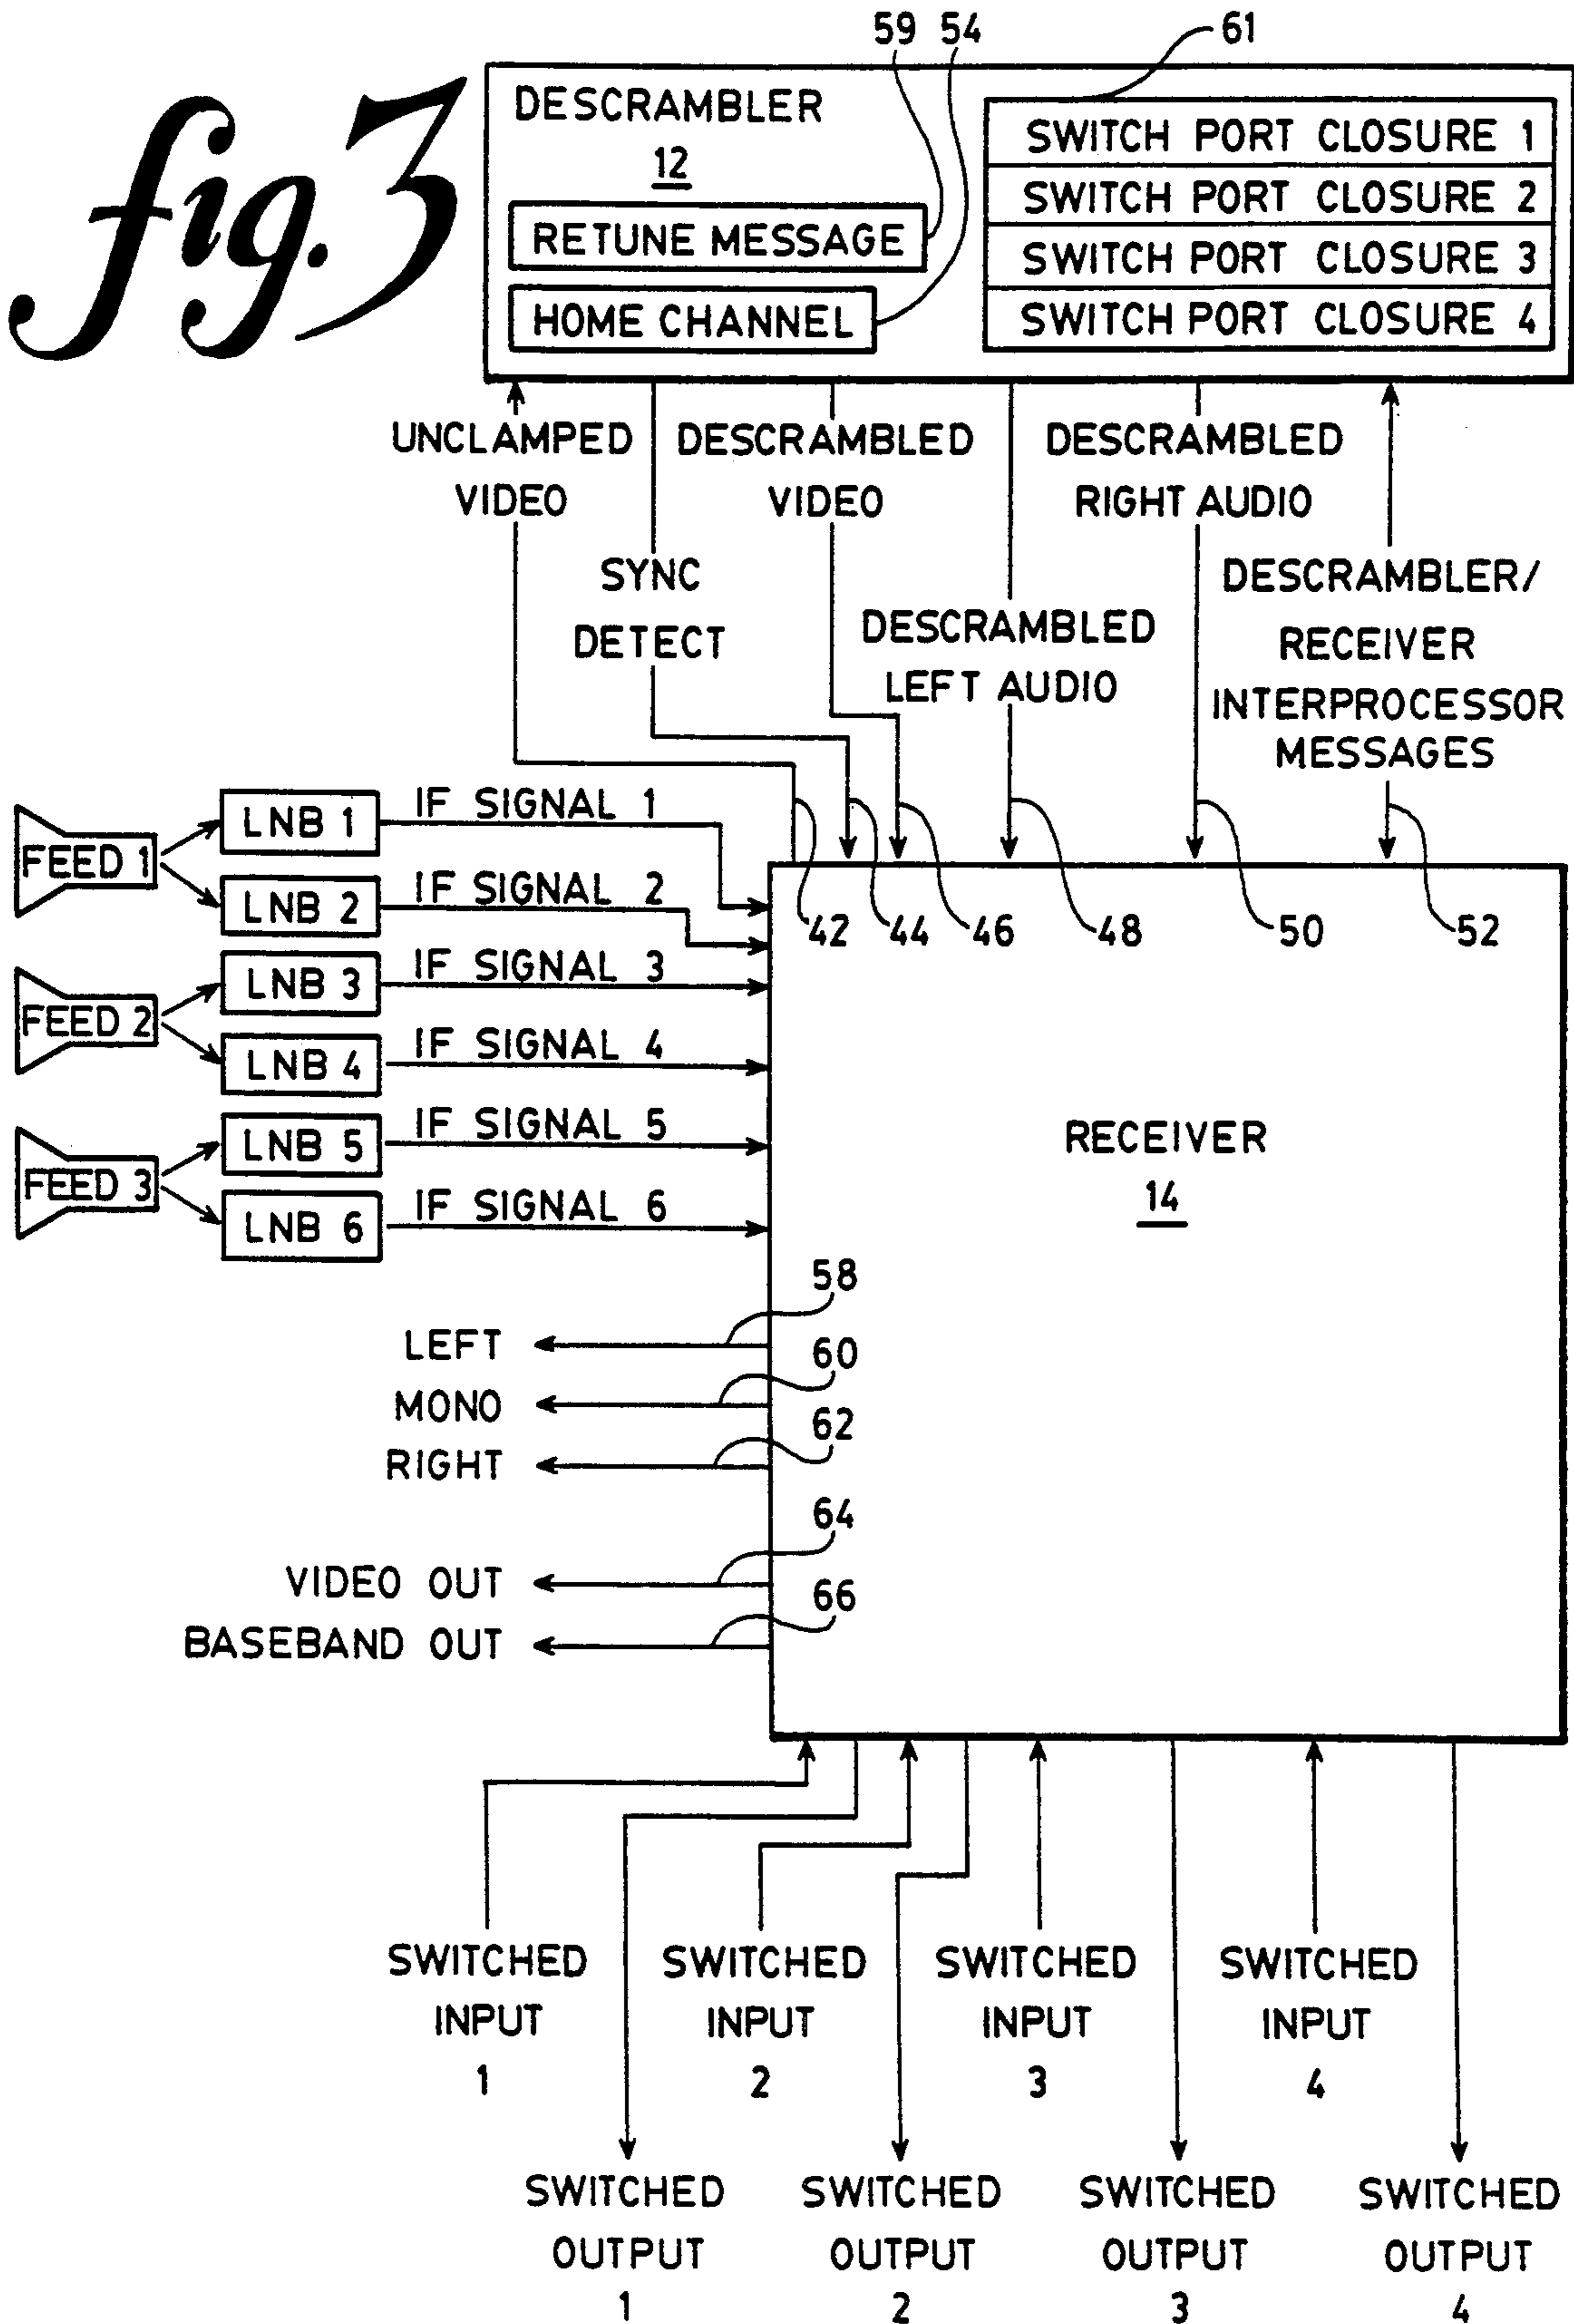 fig. 3
59 54 61
DESCRAMBLER
12
RETUNE MESSAGE
HOME CHANNEL
SWITCH PORT CLOSURE 1
SWITCH PORT CLOSURE 2
SWITCH PORT CLOSURE 3
SWITCH PORT CLOSURE 4
UNCLAMPED
VIDEO
SYNC
DETECT
DESCRAMBLED
VIDEO
DESCRAMBLED
LEFT AUDIO
DESCRAMBLED
RIGHT AUDIO
DESCRAMBLER/
RECEIVER
INTERPROCESSOR
MESSAGES
42 44 46 48 50 52
FEED 1
LNB 1
IF SIGNAL 1
LNB 2
IF SIGNAL 2
FEED 2
LNB 3
IF SIGNAL 3
LNB 4
IF SIGNAL 4
FEED 3
LNB 5
IF SIGNAL 5
LNB 6
IF SIGNAL 6
RECEIVER
14
58
LEFT
60
MONO
62
RIGHT
64
VIDEO OUT
66
BASEBAND OUT
SWITCHED
INPUT
1
SWITCHED
INPUT
2
SWITCHED
INPUT
3
SWITCHED
INPUT
4
SWITCHED
OUTPUT
1
SWITCHED
OUTPUT
2
SWITCHED
OUTPUT
3
SWITCHED
OUTPUT
4